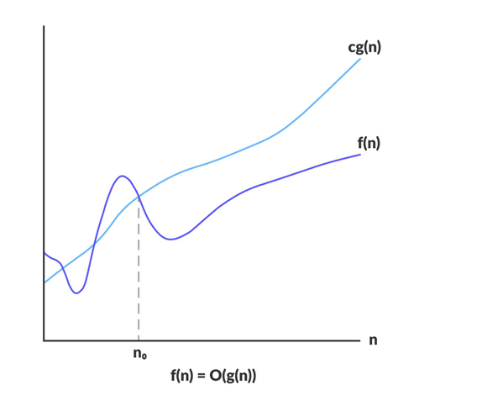 cg(n)
f(n)
n
n₀
f(n) = O(g(n))